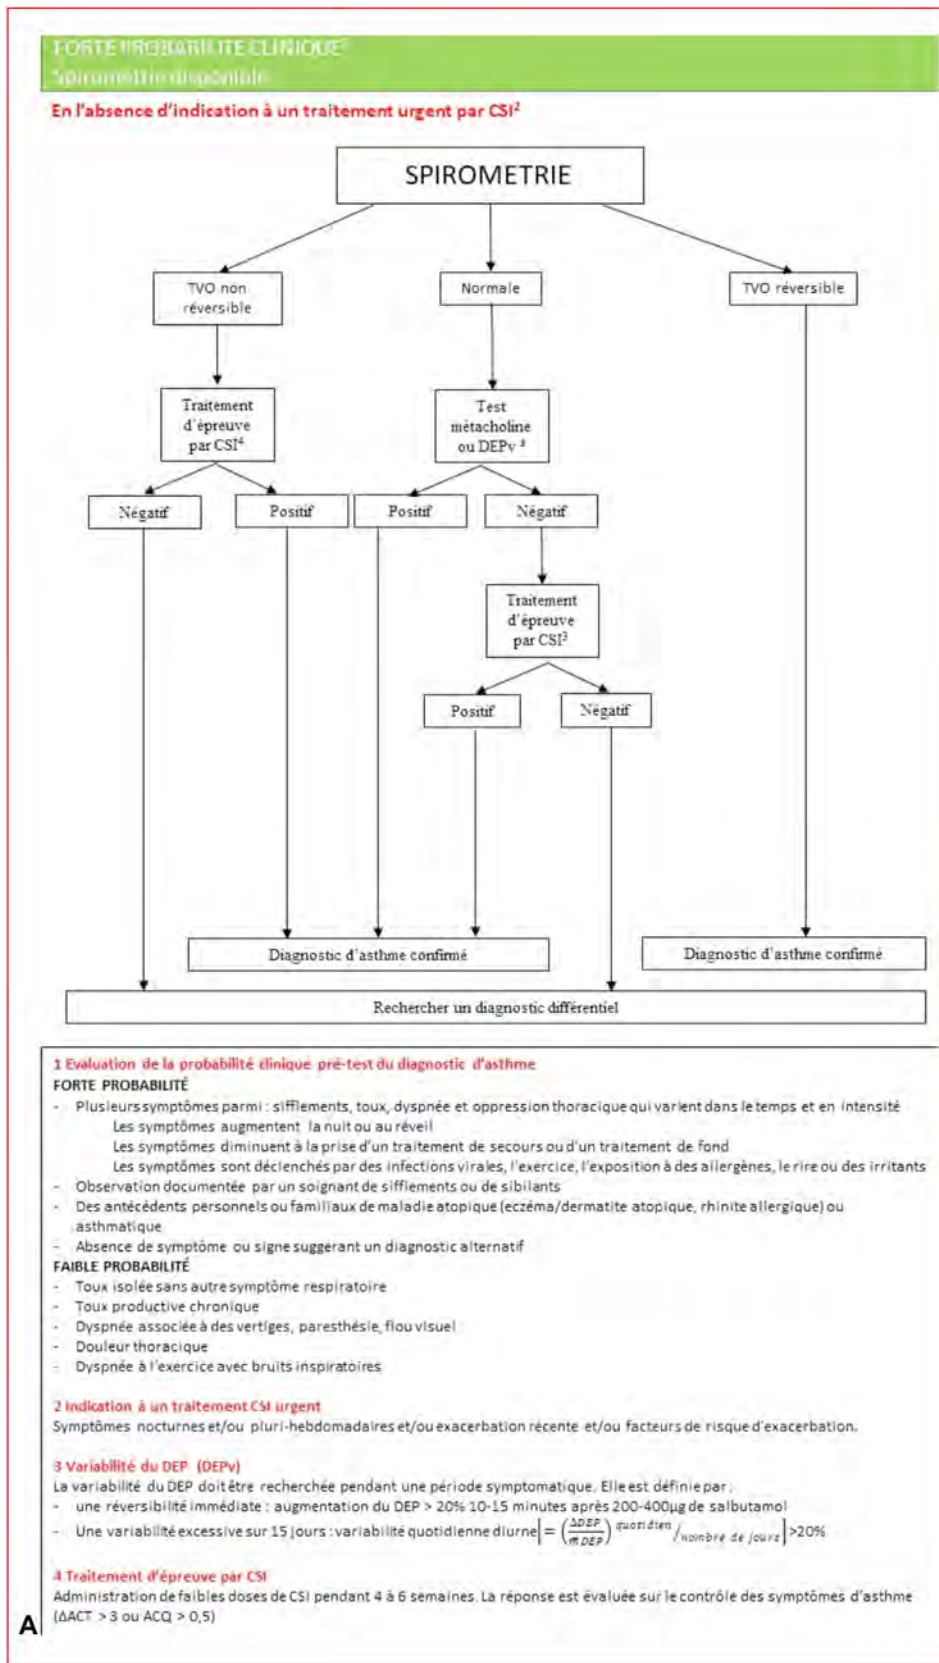 FORTE PROBABILITE CLINIQUE¹
Spirométrie disponible
En l'absence d'indication à un traitement urgent par CSI²
SPIROMETRIE
TVO non
réversible
Normale
TVO réversible
Traitement
d'épreuve
par CSI⁴
Test
métacholine
ou DEPv ³
Négatif
Positif
Positif
Négatif
Traitement
d'épreuve
par CSI³
Positif
Négatif
Diagnostic d'asthme confirmé
Diagnostic d'asthme confirmé
Rechercher un diagnostic différentiel
1 Evaluation de la probabilité clinique pré-test du diagnostic d'asthme
FORTE PROBABILITÉ
- Plusieurs symptômes parmi : sifflements, toux, dyspnée et oppression thoracique qui varient dans le temps et en intensité
Les symptômes augmentent la nuit ou au réveil
Les symptômes diminuent à la prise d'un traitement de secours ou d'un traitement de fond
Les symptômes sont déclenchés par des infections virales, l'exercice, l'exposition à des allergènes, le rire ou des irritants
- Observation documentée par un soignant de sifflements ou de sibilants
- Des antécédents personnels ou familiaux de maladie atopique (eczéma/dermatite atopique, rhinite allergique) ou
asthmatique
- Absence de symptôme ou signe suggérant un diagnostic alternatif
FAIBLE PROBABILITÉ
- Toux isolée sans autre symptôme respiratoire
- Toux productive chronique
- Dyspnée associée à des vertiges, paresthésie, flou visuel
- Douleur thoracique
- Dyspnée à l'exercice avec bruits inspiratoires
2 Indication à un traitement CSI urgent
Symptômes nocturnes et/ou pluri-hebdomadaires et/ou exacerbation récente et/ou facteurs de risque d'exacerbation.
3 Variabilité du DEP (DEPv)
La variabilité du DEP doit être recherchée pendant une période symptomatique. Elle est définie par :
- une réversibilité immédiate : augmentation du DEP > 20% 10-15 minutes après 200-400µg de salbutamol
- Une variabilité excessive sur 15 jours : variabilité quotidienne diurne[= (ΔDEP/mDEP) quotidien/nombre de jours] >20%
4 Traitement d'épreuve par CSI
Administration de faibles doses de CSI pendant 4 à 6 semaines. La réponse est évaluée sur le contrôle des symptômes d'asthme
(ΔACT > 3 ou ACQ > 0,5)
A